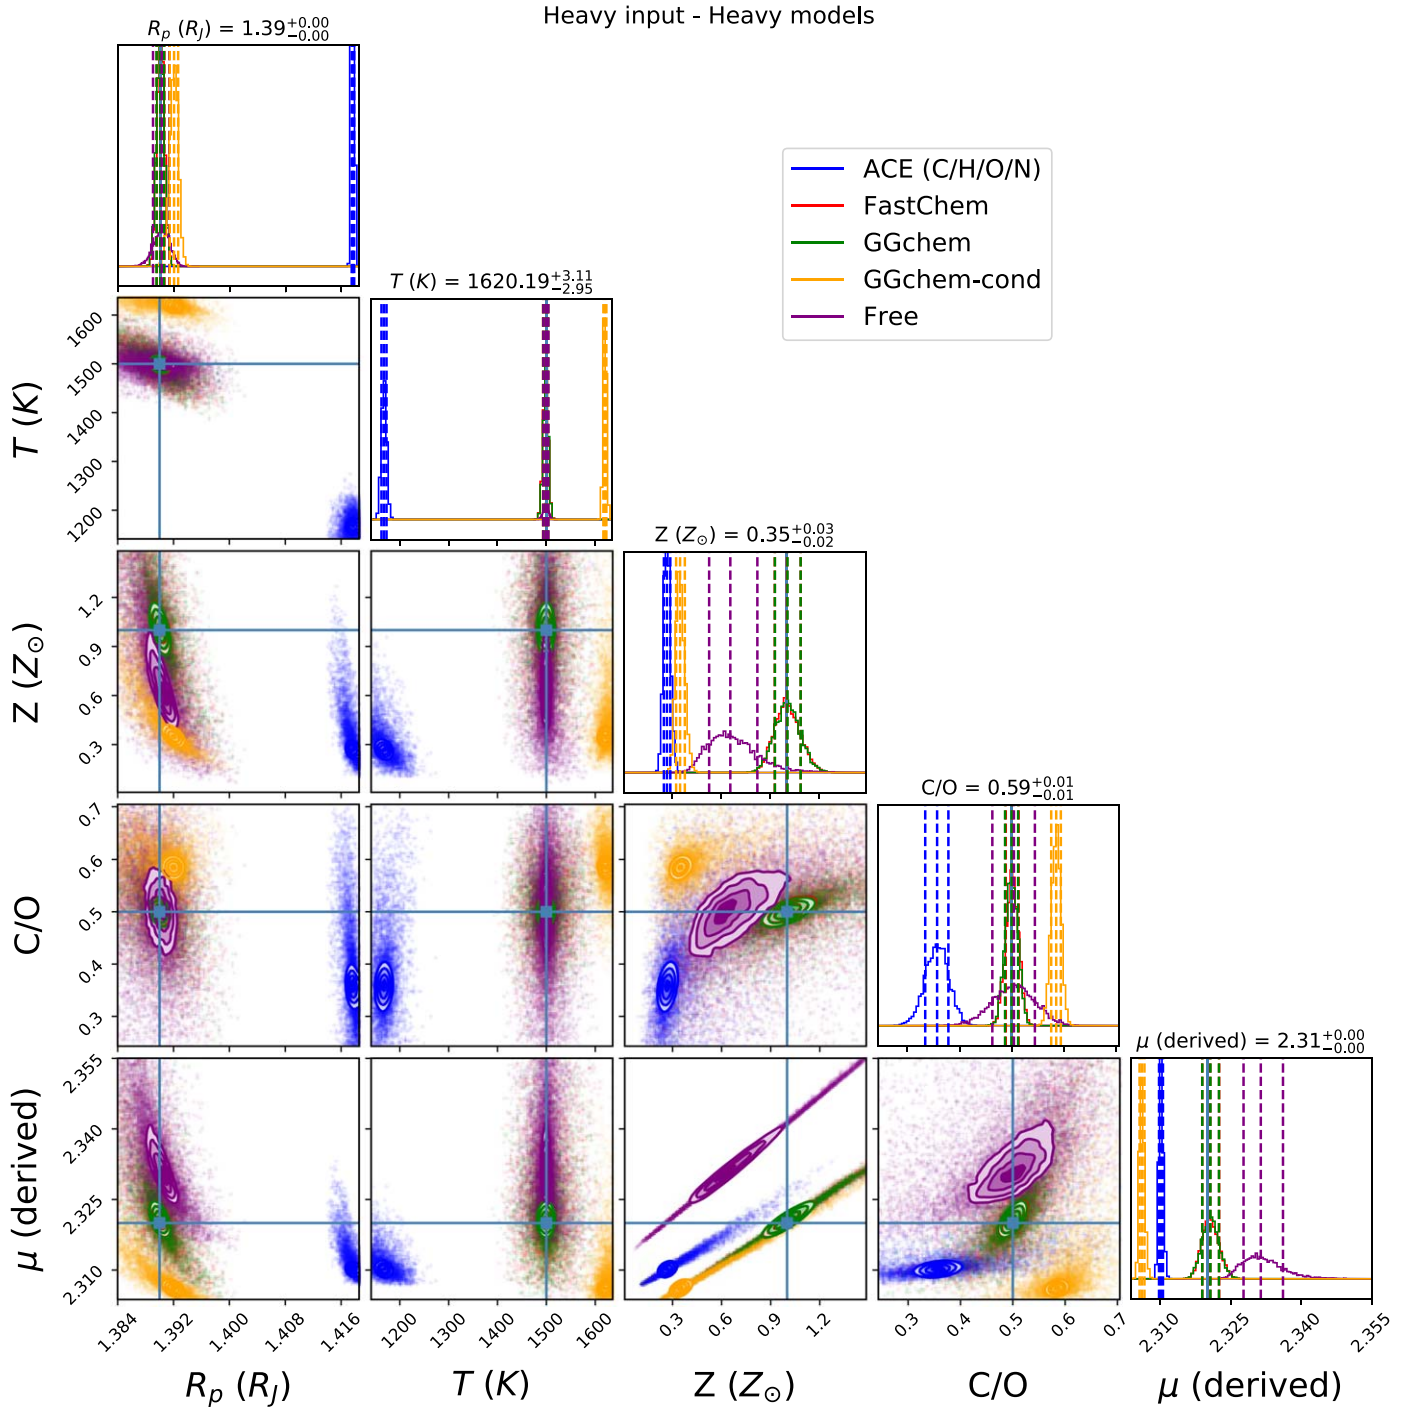 Heavy input - Heavy models
R_p (R_J) = 1.39^{+0.00}_{-0.00}
ACE (C/H/O/N)
FastChem
GGchem
GGchem-cond
Free
T (K) = 1620.19^{+3.11}_{-2.95}
T (K)
1600
1500
1400
1300
1200
Z (Z_☉) = 0.35^{+0.03}_{-0.02}
Z (Z_☉)
1.2
0.9
0.6
0.3
C/O = 0.59^{+0.01}_{-0.01}
C/O
0.7
0.6
0.5
0.4
0.3
μ (derived) = 2.31^{+0.00}_{-0.00}
μ (derived)
2.355
2.340
2.325
2.310
1.384 1.392 1.400 1.408 1.416
1200 1300 1400 1500 1600
0.3 0.6 0.9 1.2
0.3 0.4 0.5 0.6 0.7
2.310 2.325 2.340 2.355
R_p (R_J) T (K) Z (Z_☉) C/O μ (derived)